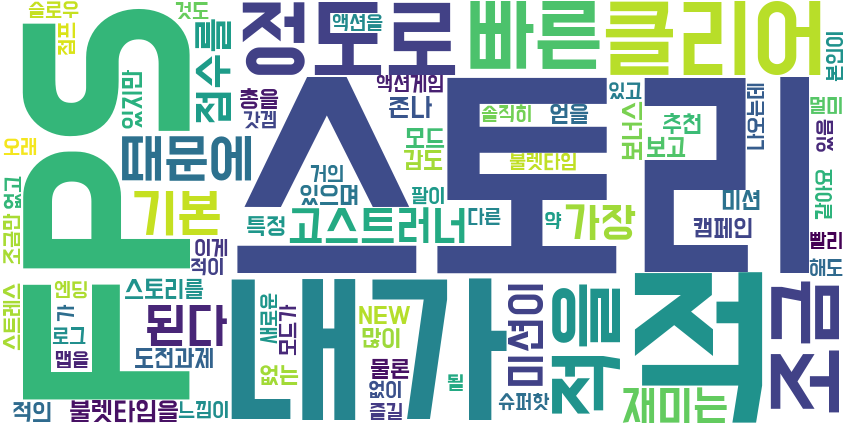 슬로우 것도 액션을 정도로 빠른 클리어
점프 점수를 본인이
FPS 있지만 총을 갓겜 액션게임 존나 솔직히 있고 얻을 보너스 나오는데 멀미
스토리
오래 때문에 모드 감도 불렛타임 추천 보고 있음
거의 있으며 팔이
조금만 없고 기본 특정 고스트러너 다른 약 가장 미션 캠페인 같아요
이게 적이 빨리
해도
스트레스 엔딩 스토리를 된다 내가 미션이 적을 적 조금
가 로그 맵을 도전과제 새로운 모드가 NEW 많이
없는 물론 없이 즐길 될 슈퍼핫 재미는
적의 불렛타임을 느낌이